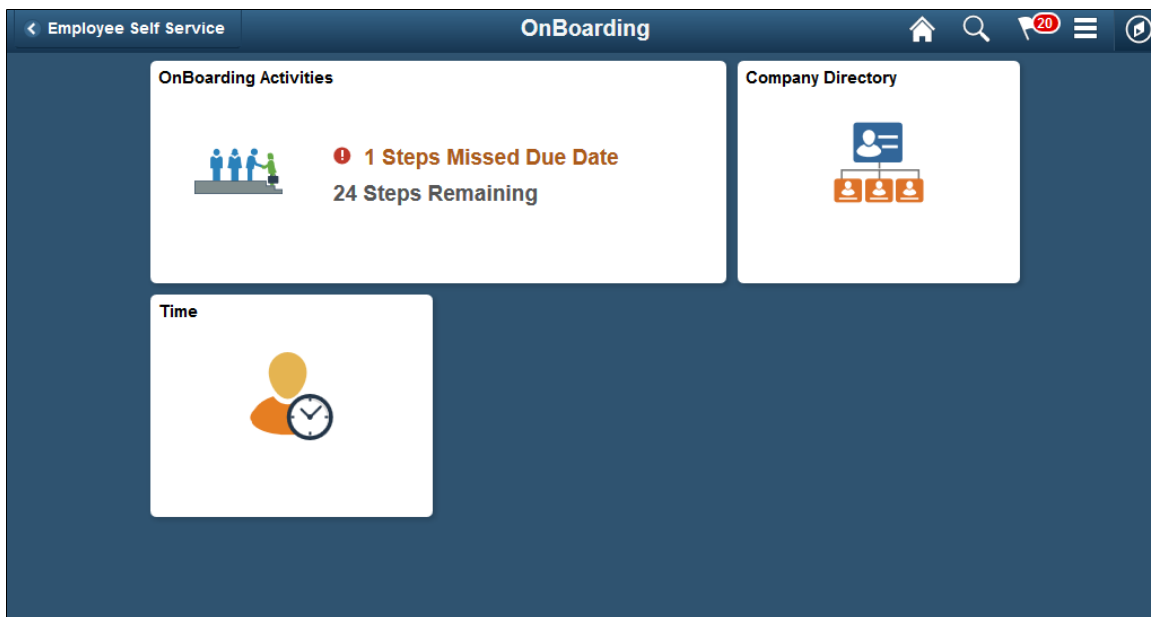 Employee Self Service
OnBoarding
20
OnBoarding Activities
1 Steps Missed Due Date
24 Steps Remaining
Company Directory
Time